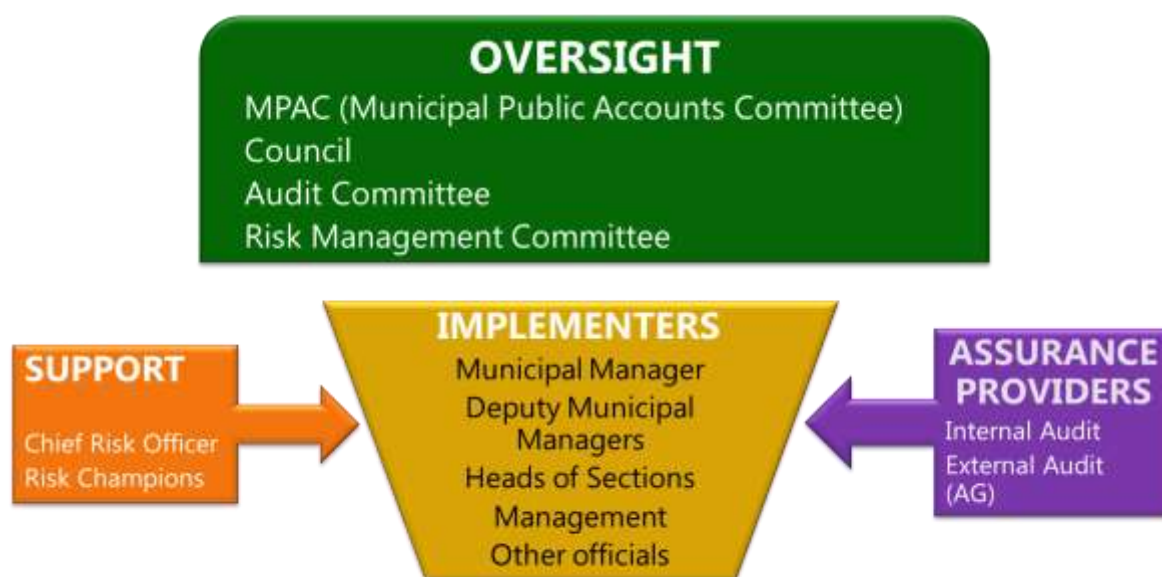 OVERSIGHT
MPAC (Municipal Public Accounts Committee)
Council
Audit Committee
Risk Management Committee
SUPPORT
Chief Risk Officer
Risk Champions
IMPLEMENTERS
Municipal Manager
Deputy Municipal
Managers
Heads of Sections
Management
Other officials
ASSURANCE
PROVIDERS
Internal Audit
External Audit
(AG)